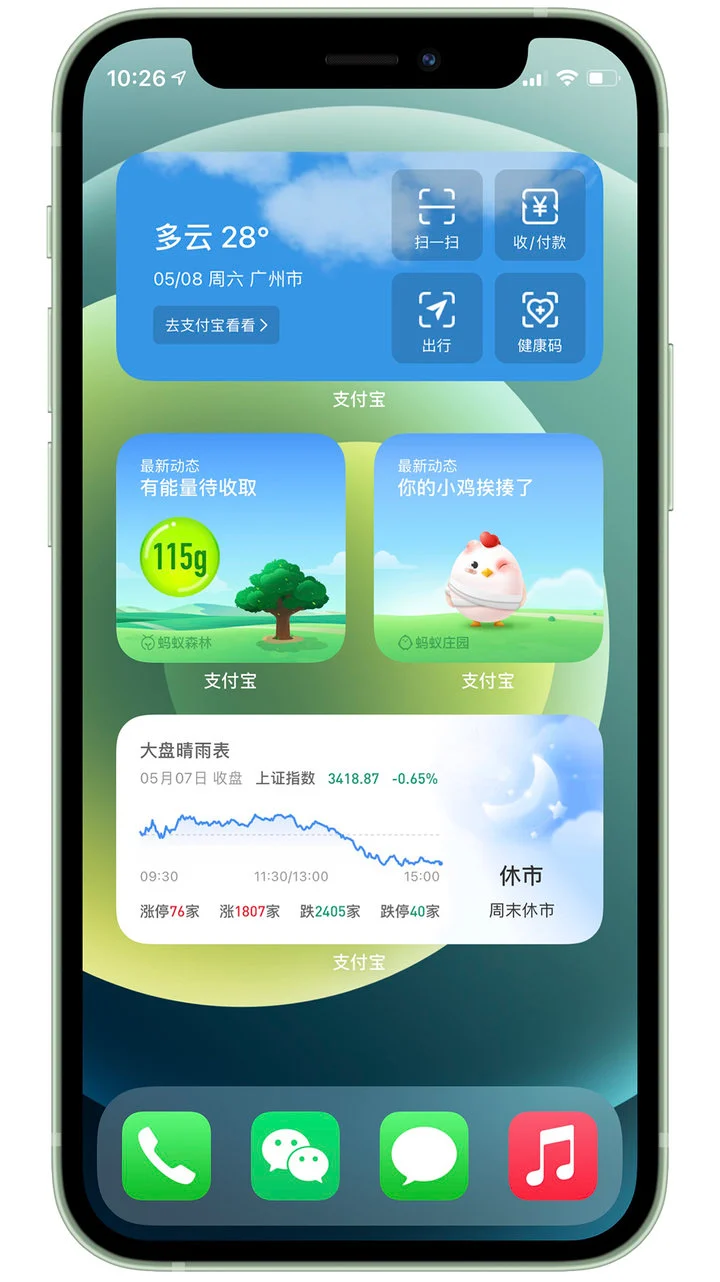 10:26
多云 28°
05/08 周六 广州市
去支付宝看看
扫一扫
收/付款
出行
健康码
支付宝
最新动态
有能量待收取
115g
蚂蚁森林
支付宝
最新动态
你的小鸡挨揍了
蚂蚁庄园
支付宝
大盘晴雨表
05月07日 收盘 上证指数 3418.87 -0.65%
09:30 11:30/13:00 15:00
涨停76家 涨1807家 跌2405家 跌停40家
休市
周末休市
支付宝